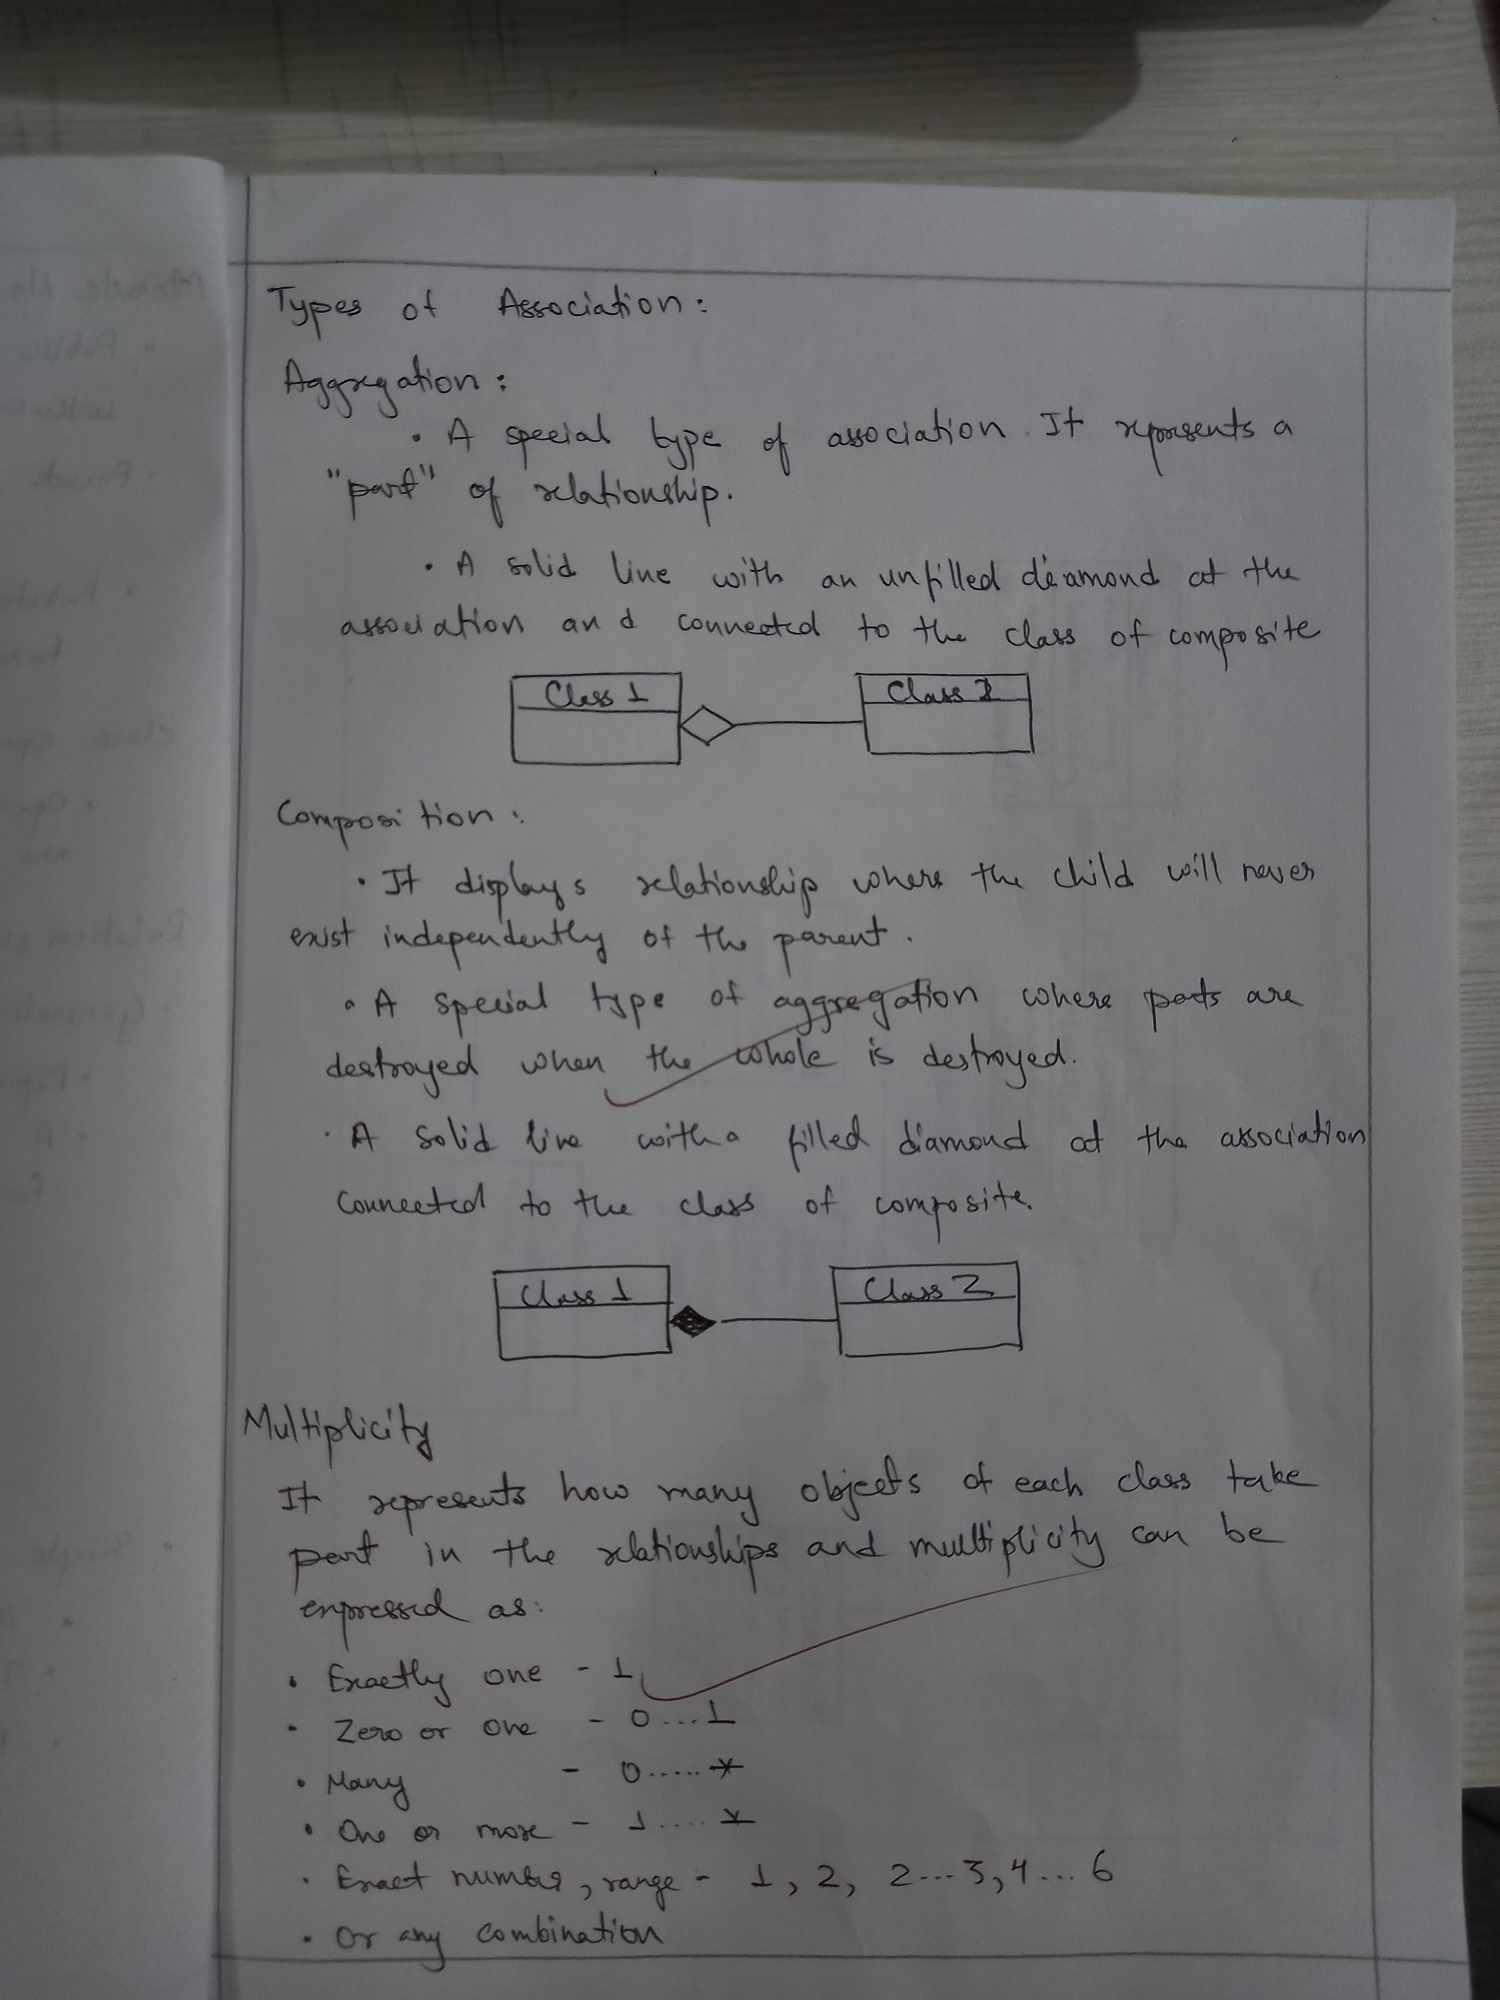 Types of Association:
Aggregation:
• A special type of association. It represents a
"part" of relationship.
• A solid line with an unfilled diamond at the
association and connected to the class of composite
Class 1
Class 2
Composition:
• It displays relationship where the child will never
exist independently of the parent.
• A special type of aggregation where parts are
destroyed when the whole is destroyed.
• A solid line with a filled diamond at the association
connected to the class of composite.
Class 1
Class 2
Multiplicity
It represents how many objects of each class take
part in the relationships and multiplicity can be
expressed as:
• Exactly one - 1
• Zero or one - 0...1
• Many - 0.....*
• One or more - 1....*
• Exact number, range - 1, 2, 2...3, 4...6
• Or any combination